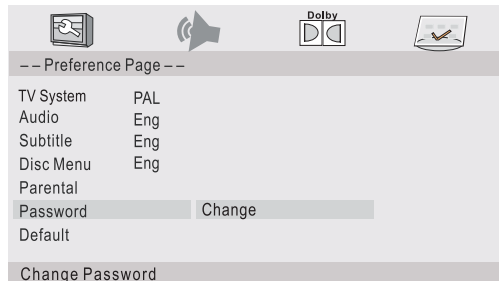 Dolby
-- Preference Page --
TV System PAL
Audio Eng
Subtitle Eng
Disc Menu Eng
Parental
Password Change
Default
Change Password